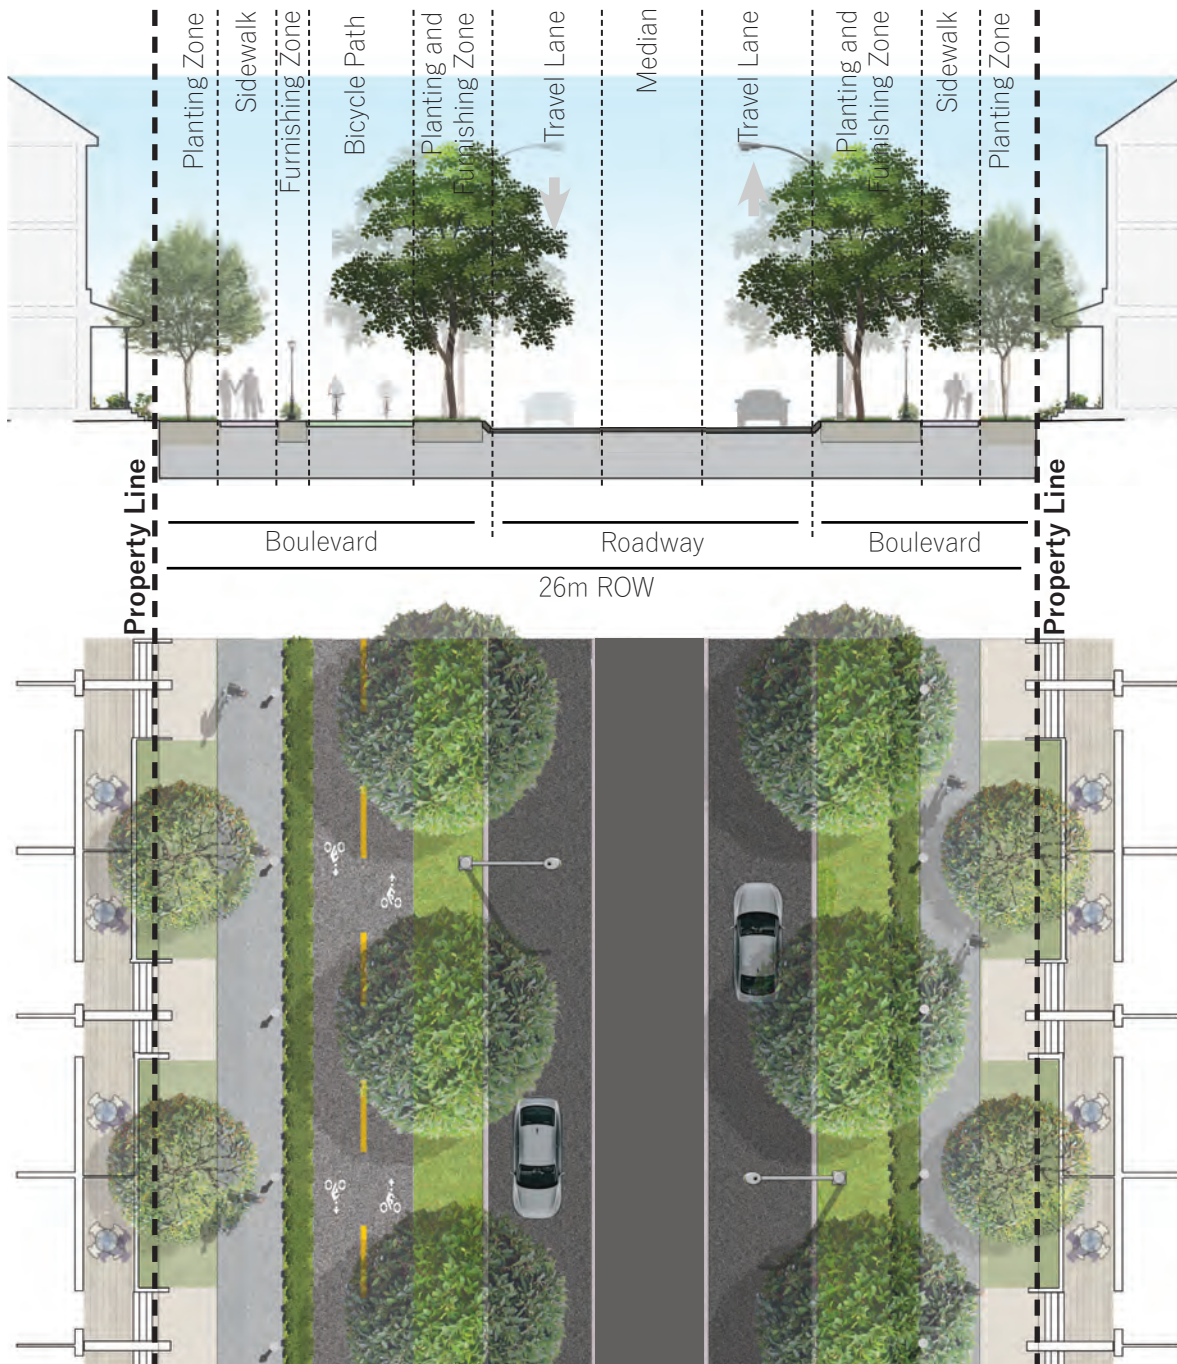 Planting Zone
Sidewalk
Furnishing Zone
Bicycle Path
Planting and
Furnishing Zone
Travel Lane
Median
Travel Lane
Planting and
Furnishing Zone
Sidewalk
Planting Zone
Property Line
Property Line
Boulevard
Roadway
Boulevard
26m ROW